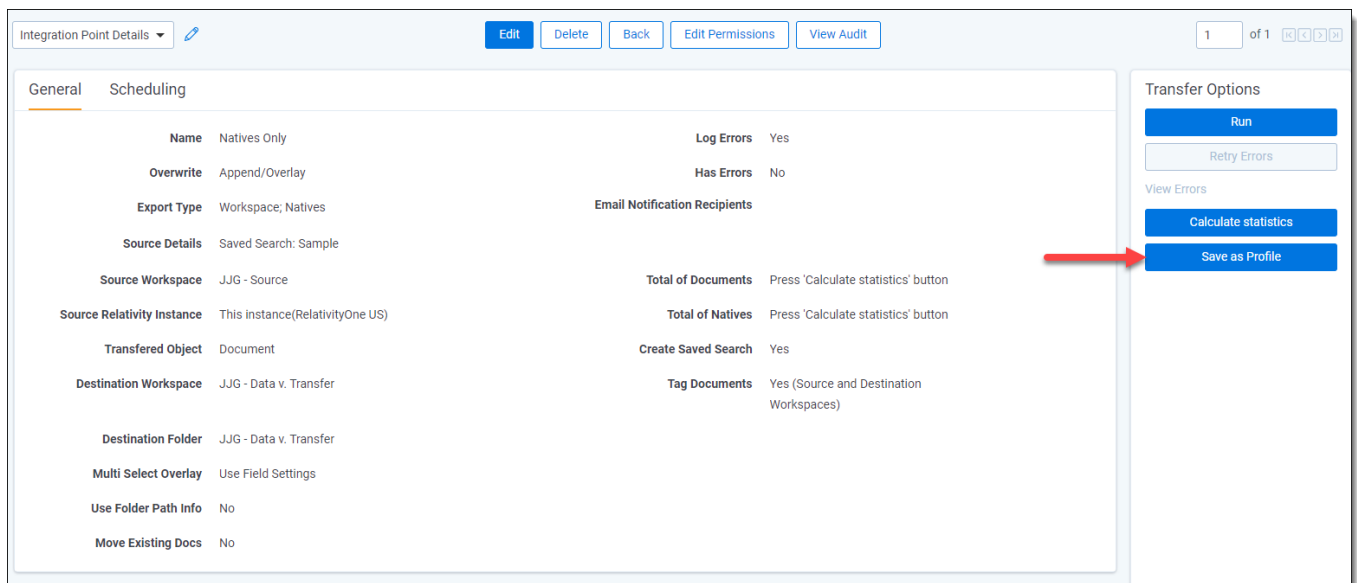 Integration Point Details
Edit
Delete
Back
Edit Permissions
View Audit
1
of 1
General
Scheduling
Name Natives Only
Overwrite Append/Overlay
Export Type Workspace; Natives
Source Details Saved Search: Sample
Source Workspace JJG - Source
Source Relativity Instance This instance(RelativityOne US)
Transfered Object Document
Destination Workspace JJG - Data v. Transfer
Destination Folder JJG - Data v. Transfer
Multi Select Overlay Use Field Settings
Use Folder Path Info No
Move Existing Docs No
Log Errors Yes
Has Errors No
Email Notification Recipients
Total of Documents Press 'Calculate statistics' button
Total of Natives Press 'Calculate statistics' button
Create Saved Search Yes
Tag Documents Yes (Source and Destination
Workspaces)
Transfer Options
Run
Retry Errors
View Errors
Calculate statistics
Save as Profile